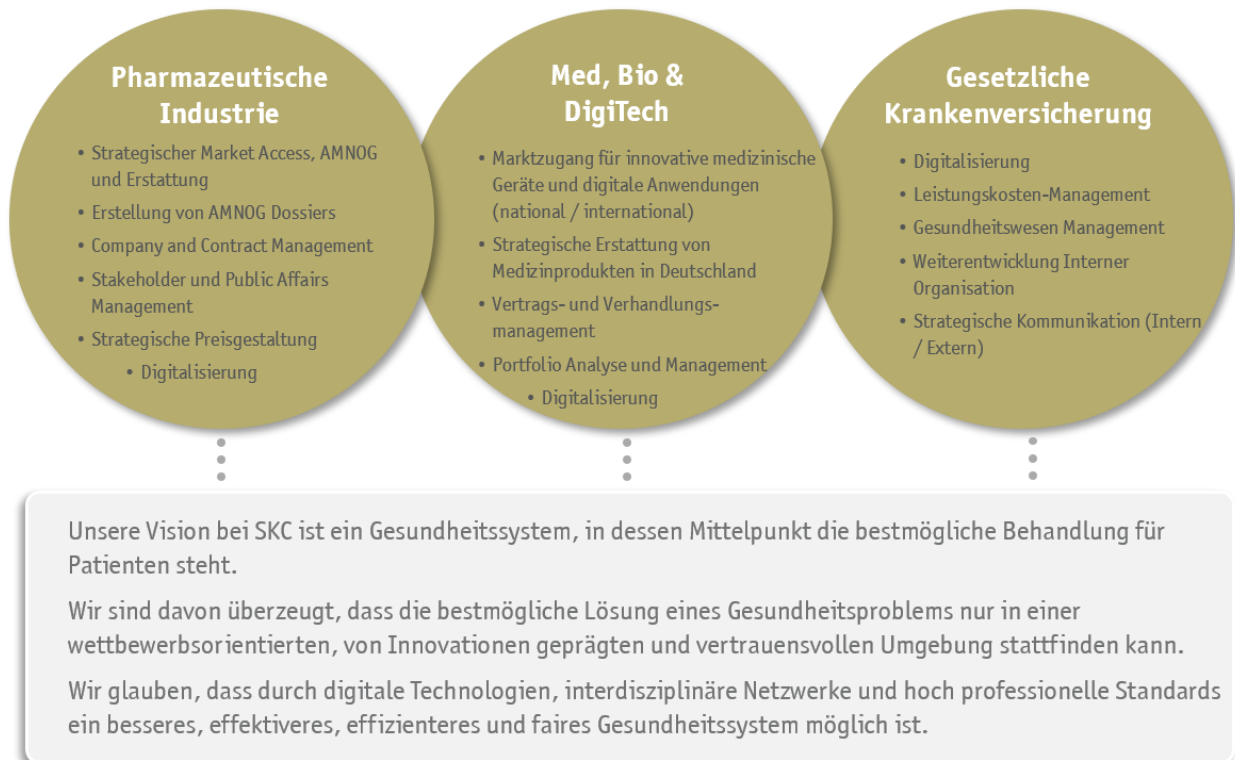 Pharmazeutische
Industrie
• Strategischer Market Access, AMNOG
und Erstattung
• Erstellung von AMNOG Dossiers
• Company and Contract Management
• Stakeholder und Public Affairs
Management
• Strategische Preisgestaltung
• Digitalisierung
Med, Bio &
DigiTech
• Marktzugang für innovative medizinische
Geräte und digitale Anwendungen
(national / international)
• Strategische Erstattung von
Medizinprodukten in Deutschland
• Vertrags- und Verhandlungs-
management
• Portfolio Analyse und Management
• Digitalisierung
Gesetzliche
Krankenversicherung
• Digitalisierung
• Leistungskosten-Management
• Gesundheitswesen Management
• Weiterentwicklung Interner
Organisation
• Strategische Kommunikation (Intern
/ Extern)
Unsere Vision bei SKC ist ein Gesundheitssystem, in dessen Mittelpunkt die bestmögliche Behandlung für
Patienten steht.
Wir sind davon überzeugt, dass die bestmögliche Lösung eines Gesundheitsproblems nur in einer
wettbewerbsorientierten, von Innovationen geprägten und vertrauensvollen Umgebung stattfinden kann.
Wir glauben, dass durch digitale Technologien, interdisziplinäre Netzwerke und hoch professionelle Standards
ein besseres, effektiveres, effizienteres und faires Gesundheitssystem möglich ist.